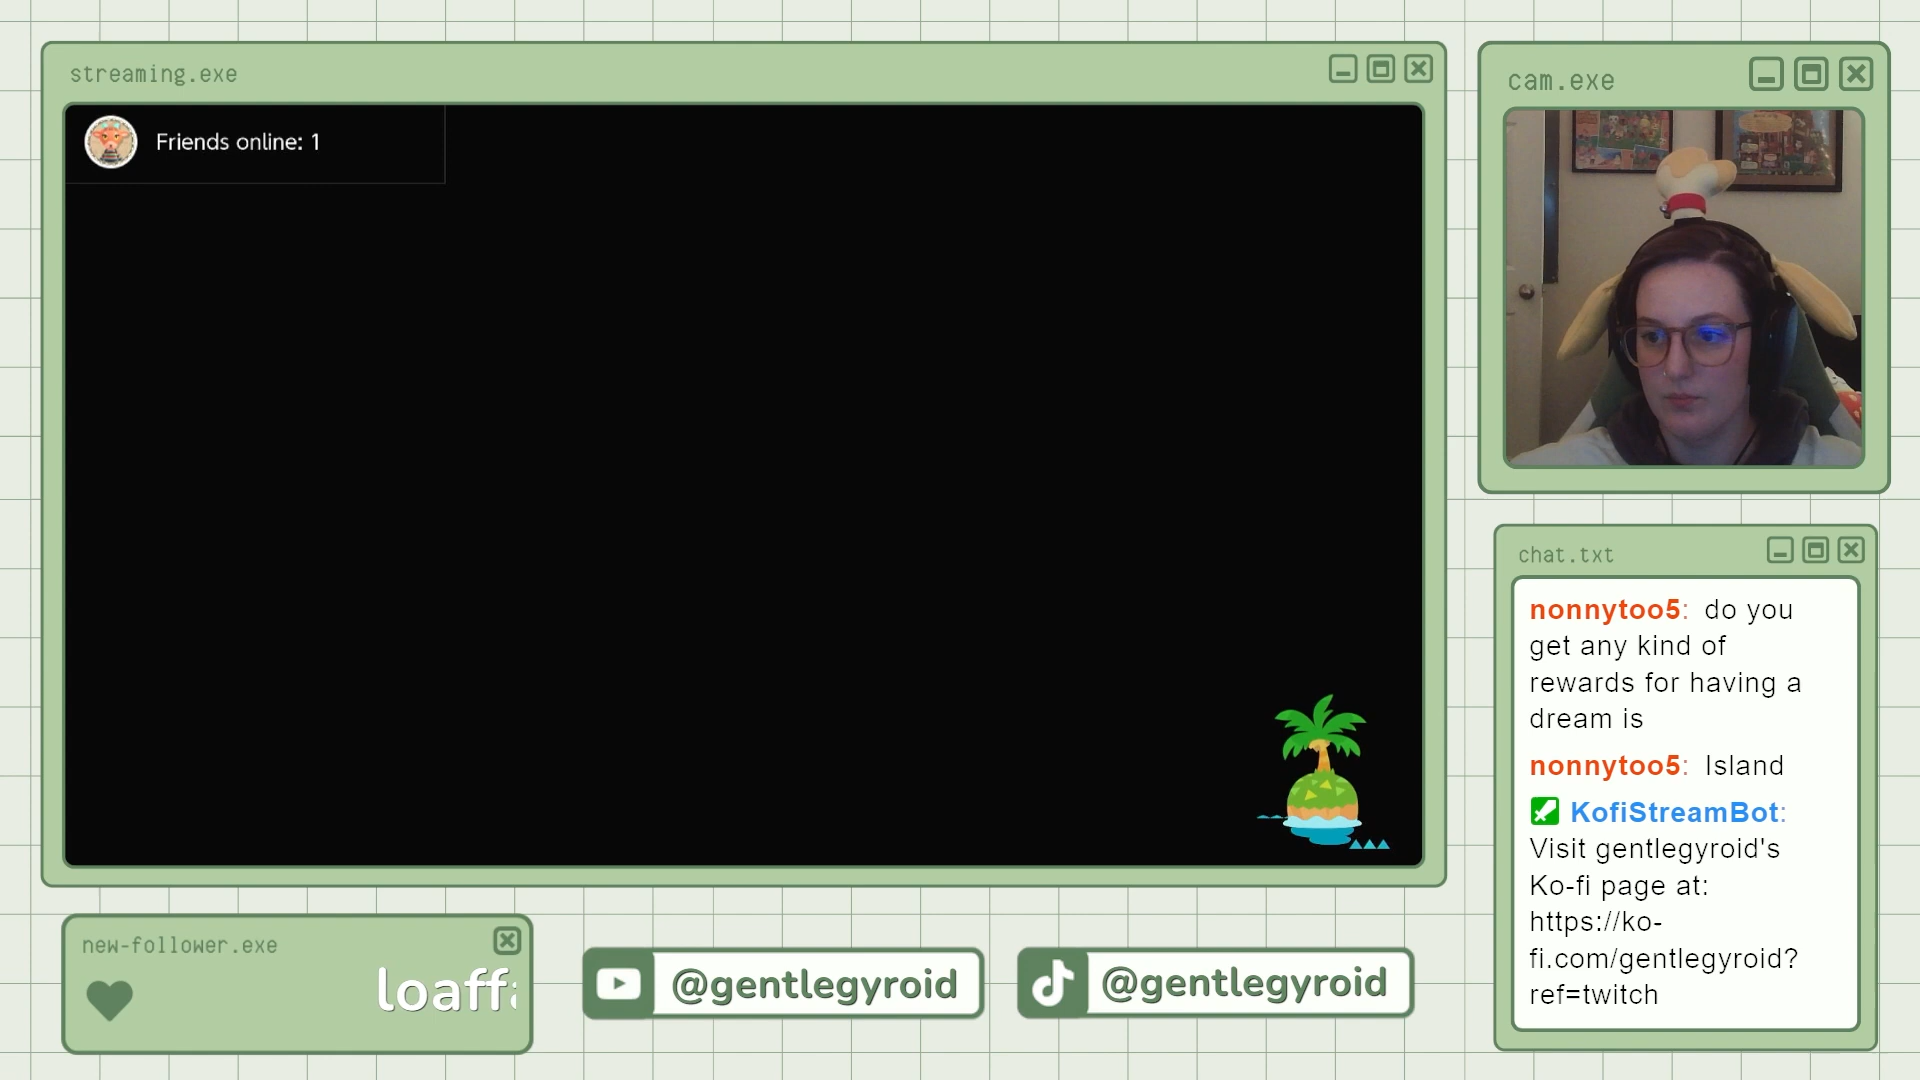 streaming.exe
Friends online: 1
cam.exe
chat.txt
nonnytoo5: do you
get any kind of
rewards for having a
dream is
nonnytoo5: Island
KofiStreamBot:
Visit gentlegyroid's
Ko-fi page at:
https://ko-
fi.com/gentlegyroid?
ref=twitch
new-follower.exe
@gentlegyroid
@gentlegyroid